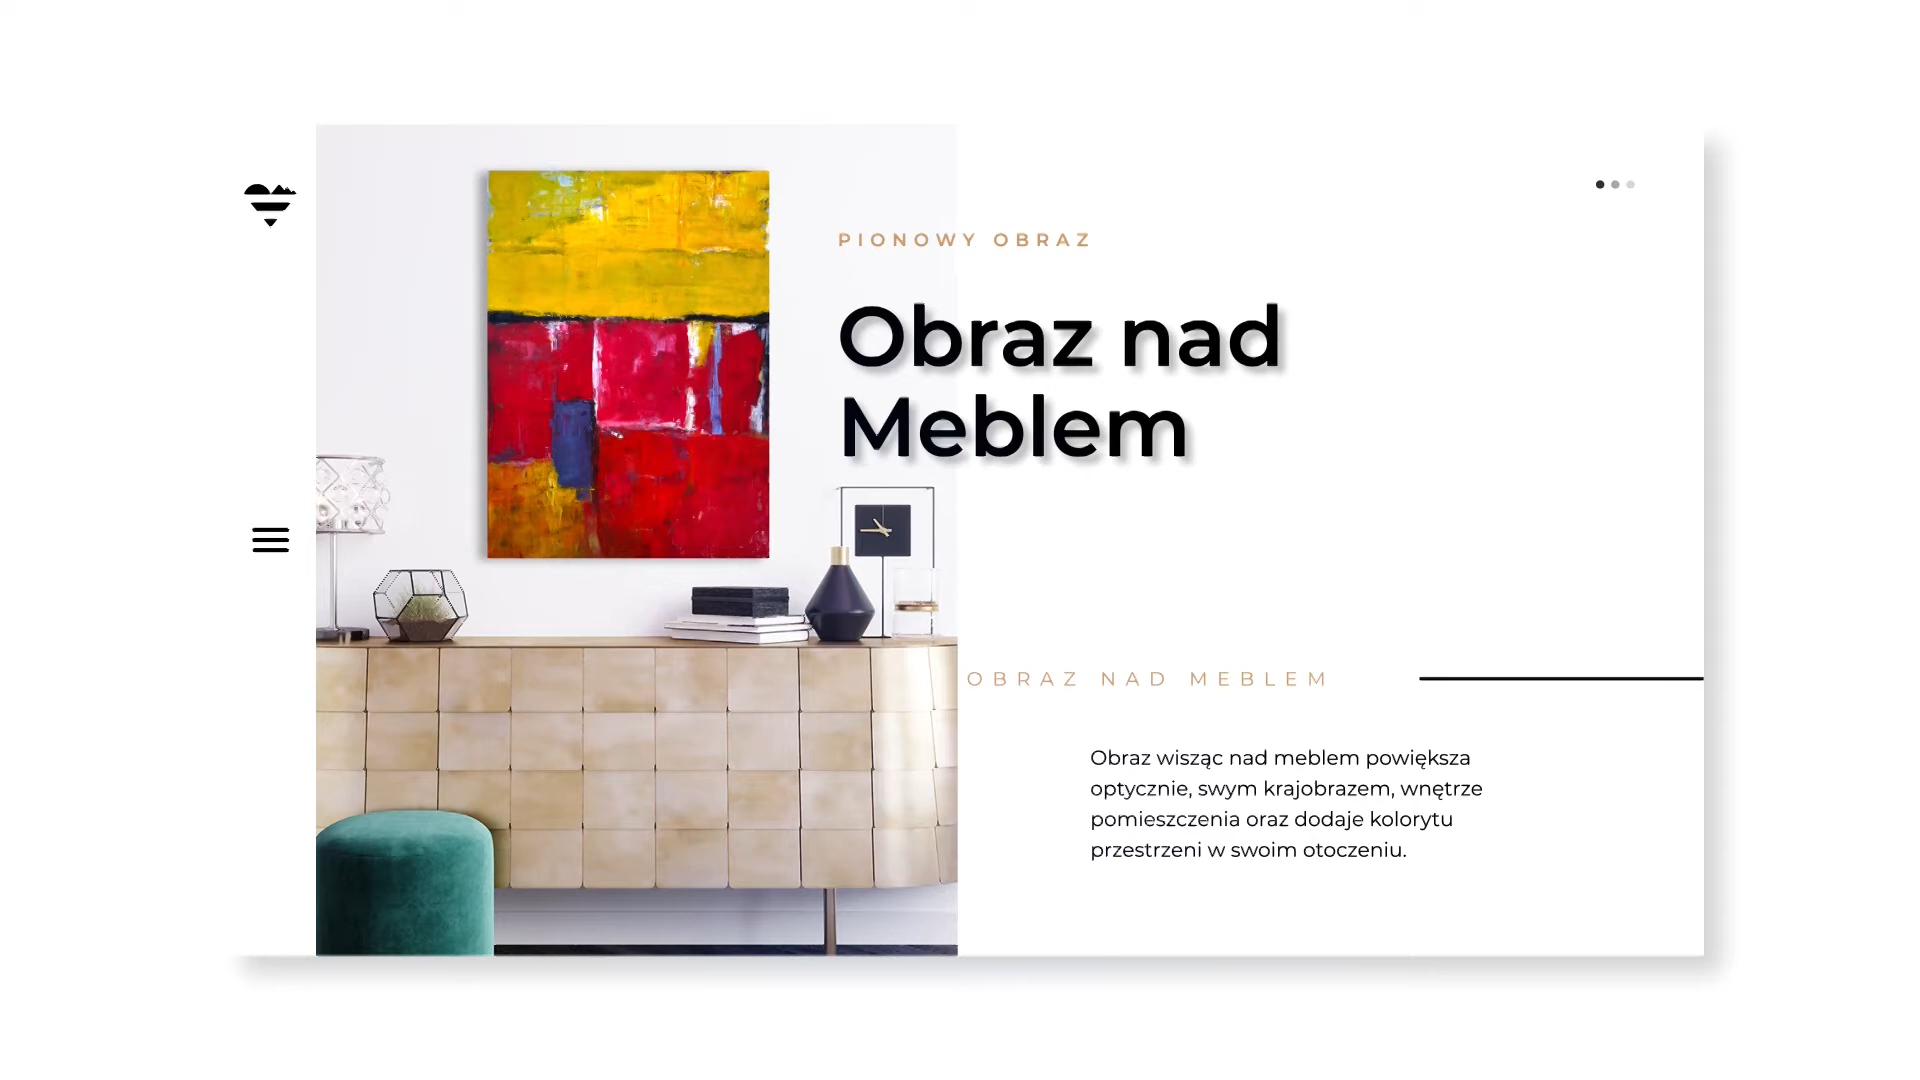 PIONOWY OBRAZ
Obraz nad
Meblem
OBRAZ NAD MEBLEM
Obraz wisząc nad meblem powiększa
optycznie, swym krajobrazem, wnętrze
pomieszczenia oraz dodaje kolorytu
przestrzeni w swoim otoczeniu.